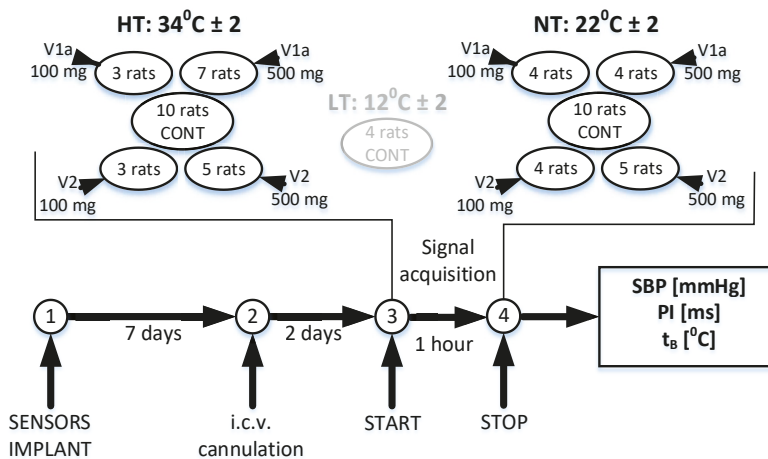 HT: 34⁰C ± 2
V1a
100 mg
3 rats
7 rats
V1a
500 mg
10 rats
CONT
V2
100 mg
3 rats
5 rats
V2
500 mg
LT: 12⁰C ± 2
4 rats
CONT
NT: 22⁰C ± 2
V1a
100 mg
4 rats
4 rats
V1a
500 mg
10 rats
CONT
V2
100 mg
4 rats
5 rats
V2
500 mg
Signal
acquisition
1
7 days
2
2 days
3
1 hour
4
SBP [mmHg]
PI [ms]
t_B [⁰C]
SENSORS
IMPLANT
i.c.v.
cannulation
START
STOP